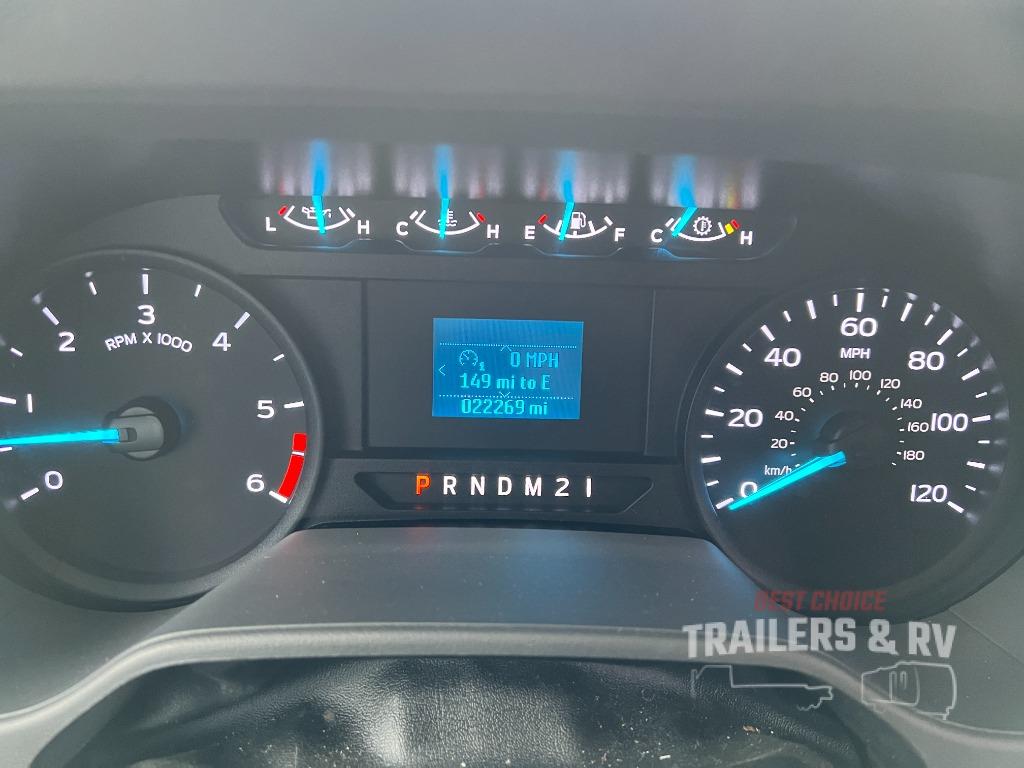 L H C H E F C H
0 1 2 3 4 5 6
RPM X 1000
0 MPH
149 mi to E
022269 mi
P R N D M 2 1
0 20 40 60 80 100 120
MPH
20 40 60 80 100 120 140 160 180
km/h
BEST CHOICE
TRAILERS & RV